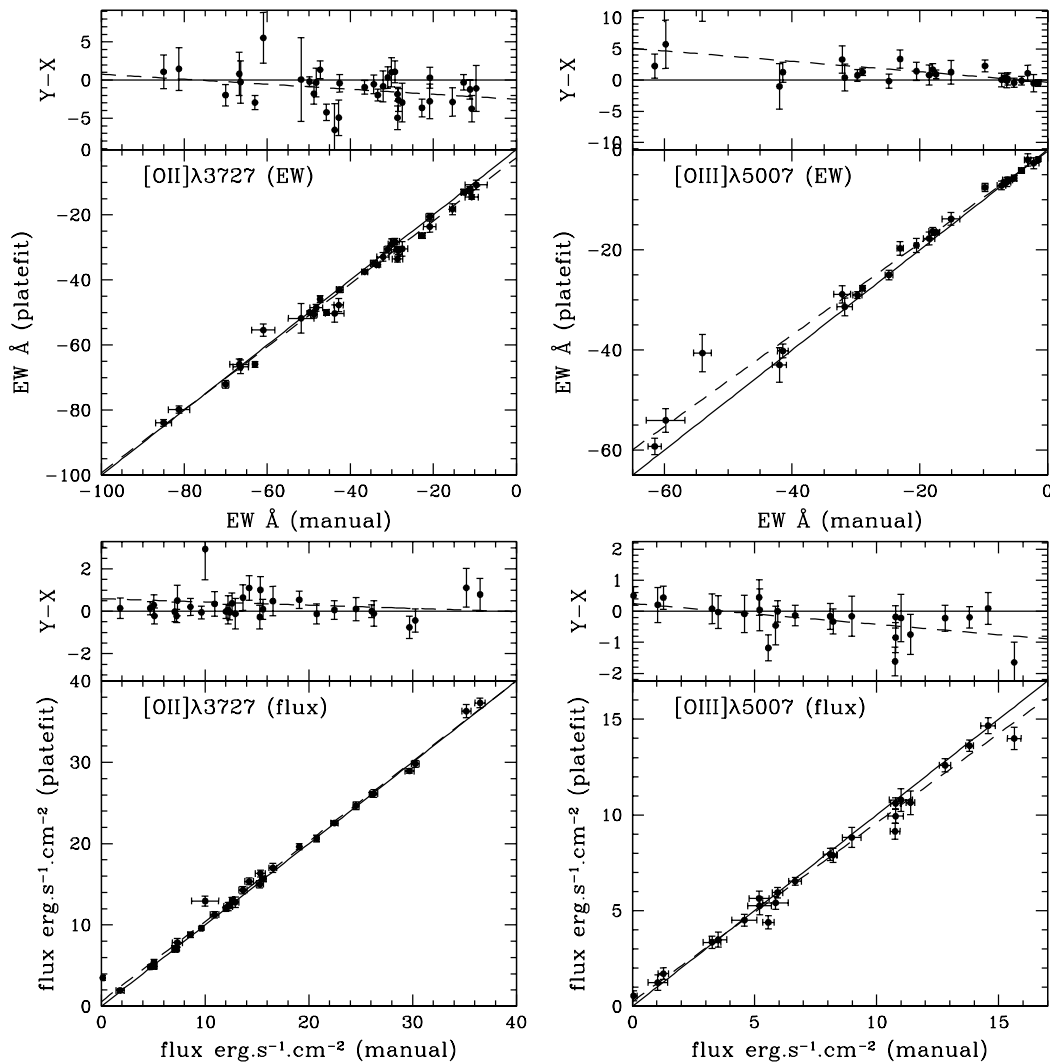 5
0
−5
Y−X
0
−20
−40
−60
−80
−100
EW Å (platefit)
[OII]λ3727 (EW)
−100 −80 −60 −40 −20 0
EW Å (manual)
10
5
0
−5
−10
Y−X
0
−20
−40
−60
EW Å (platefit)
[OIII]λ5007 (EW)
−60 −40 −20 0
EW Å (manual)
2
0
−2
Y−X
40
30
20
10
0
flux erg.s⁻¹.cm⁻² (platefit)
[OII]λ3727 (flux)
0 10 20 30 40
flux erg.s⁻¹.cm⁻² (manual)
2
1
0
−1
−2
Y−X
15
10
5
0
flux erg.s⁻¹.cm⁻² (platefit)
[OIII]λ5007 (flux)
0 5 10 15
flux erg.s⁻¹.cm⁻² (manual)